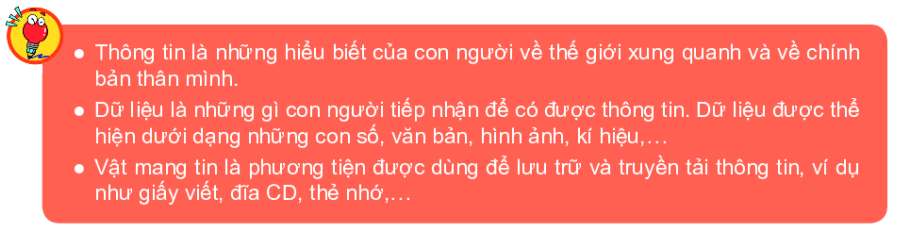 • Thông tin là những hiểu biết của con người về thế giới xung quanh và về chính
bản thân mình.
• Dữ liệu là những gì con người tiếp nhận để có được thông tin. Dữ liệu được thể
hiện dưới dạng những con số, văn bản, hình ảnh, kí hiệu,…
• Vật mang tin là phương tiện được dùng để lưu trữ và truyền tải thông tin, ví dụ
như giấy viết, đĩa CD, thẻ nhớ,…